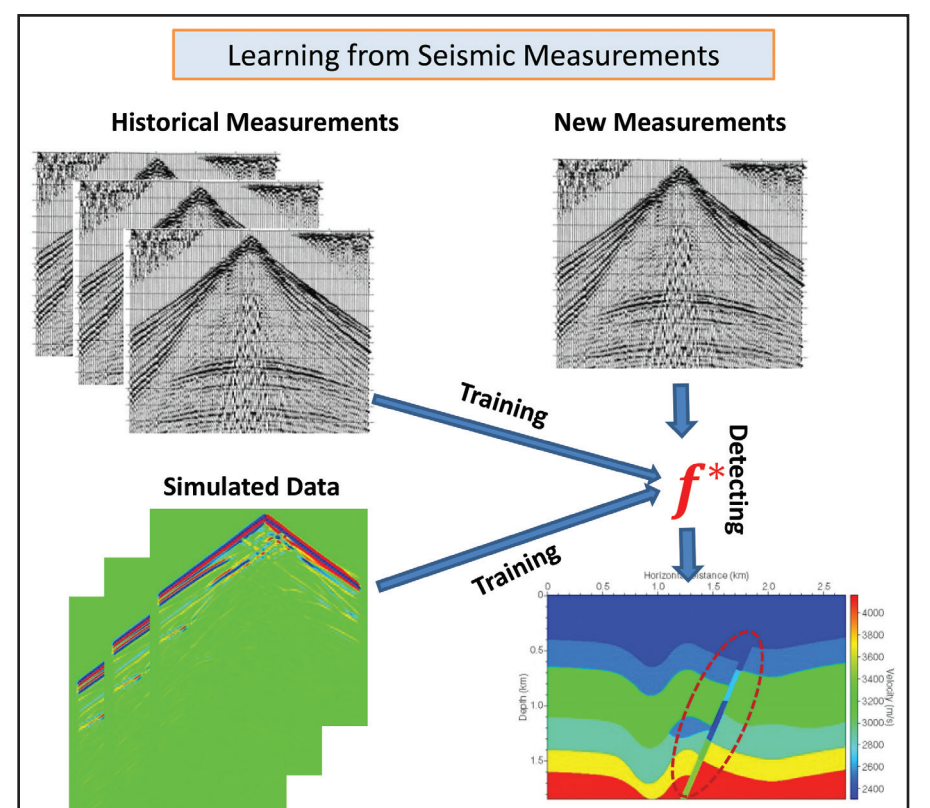 Learning from Seismic Measurements
Historical Measurements
New Measurements
Training
Detecting
f*
Simulated Data
Training
Horizontal Distance (km)
0 0.5 1.0 1.5 2.0 2.5
0
0.5
1.0
1.5
Depth (km)
4000
3800
3600
3400
3200
3000
2800
2600
2400
Velocity (m/s)